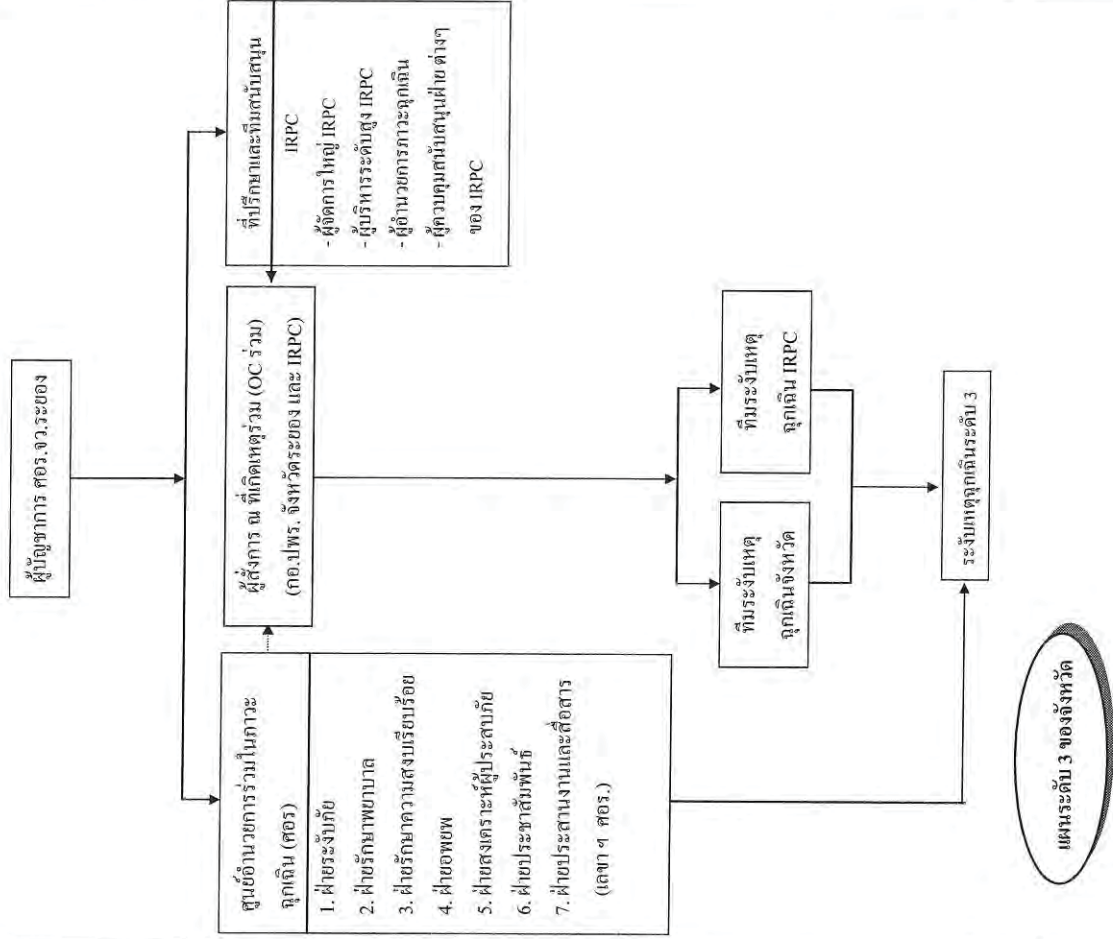 ผู้บัญชาการ ศอร.จว.ระยอง
ศูนย์อำนวยการร่วมในภาวะ
ฉุกเฉิน (ศอร)
1. ฝ่ายระงับภัย
2. ฝ่ายรักษาพยาบาล
3. ฝ่ายรักษาความสงบเรียบร้อย
4. ฝ่ายอพยพ
5. ฝ่ายสงเคราะห์ผู้ประสบภัย
6. ฝ่ายประชาสัมพันธ์
7. ฝ่ายประสานงานและสื่อสาร
(เลขา ฯ ศอร.)
ผู้สั่งการ ณ ที่เกิดเหตุร่วม (OC ร่วม)
(กอ.ปพร. จังหวัดระยอง และ IRPC)
ที่ปรึกษาและทีมสนับสนุน
IRPC
- ผู้จัดการใหญ่ IRPC
- ผู้บริหารระดับสูง IRPC
- ผู้อำนวยการภาวะฉุกเฉิน
- ผู้ควบคุมสนับสนุนฝ่าย ต่างๆ
ของ IRPC
ทีมระงับเหตุ
ฉุกเฉินจังหวัด
ทีมระงับเหตุ
ฉุกเฉิน IRPC
ระงับเหตุฉุกเฉินระดับ 3
แผนระดับ 3 ของจังหวัด